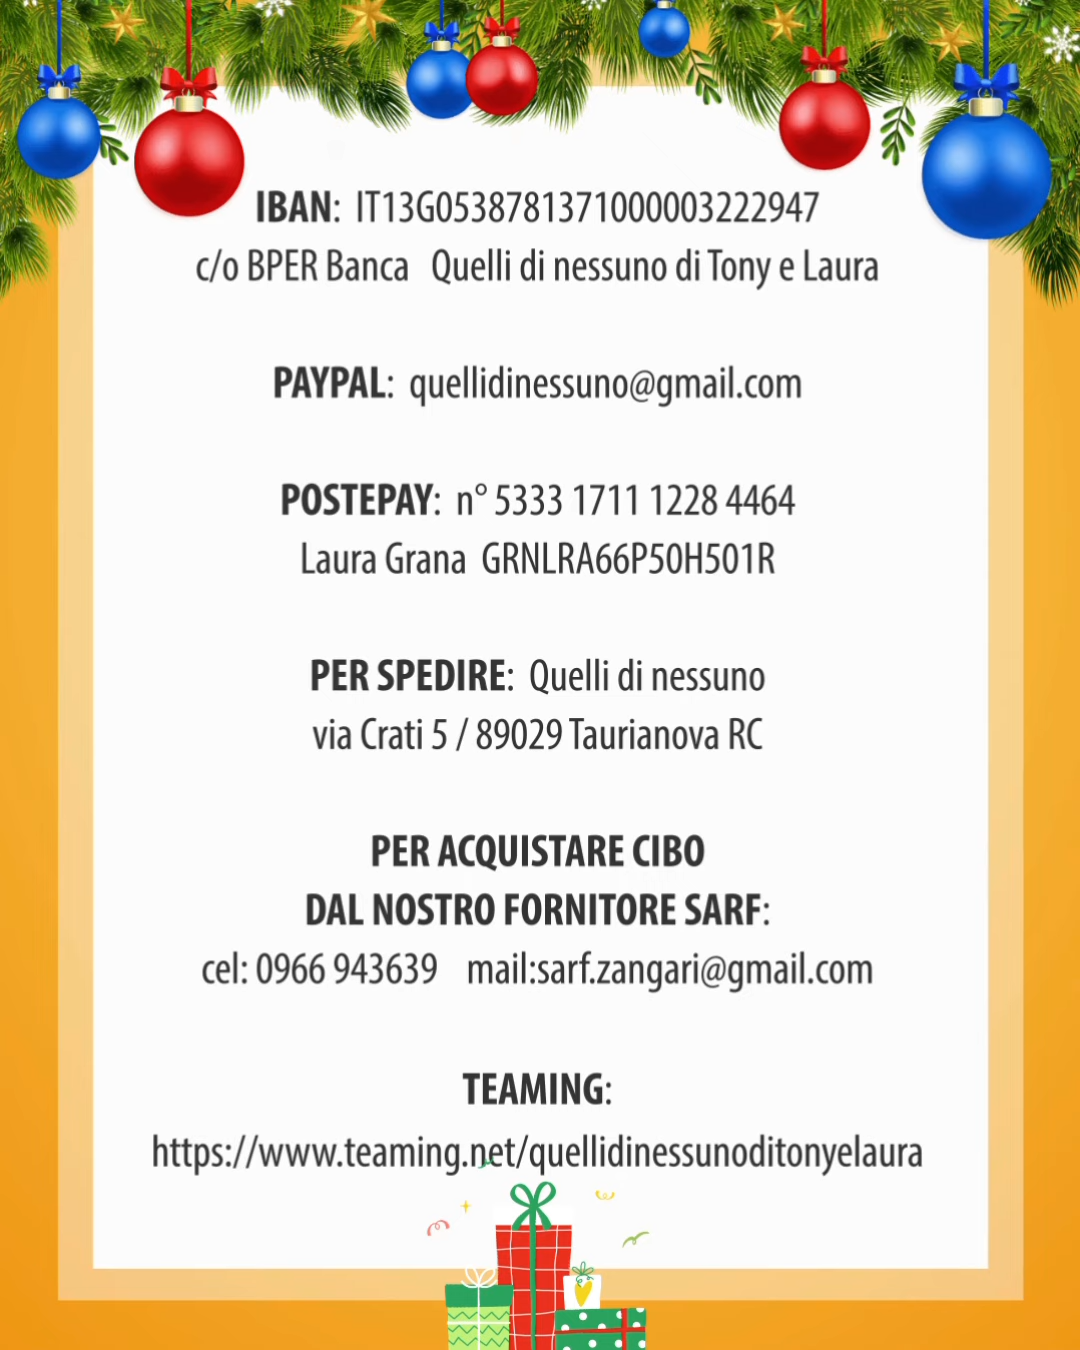 IBAN: IT13G0538781371000003222947
c/o BPER Banca Quelli di nessuno di Tony e Laura
PAYPAL: quellidinessuno@gmail.com
POSTEPAY: n° 5333 1711 1228 4464
Laura Grana GRNLRA66P50H501R
PER SPEDIRE: Quelli di nessuno
via Crati 5 / 89029 Taurianova RC
PER ACQUISTARE CIBO
DAL NOSTRO FORNITORE SARF:
cel: 0966 943639 mail:sarf.zangari@gmail.com
TEAMING:
https://www.teaming.net/quellidinessunoditonyelaura